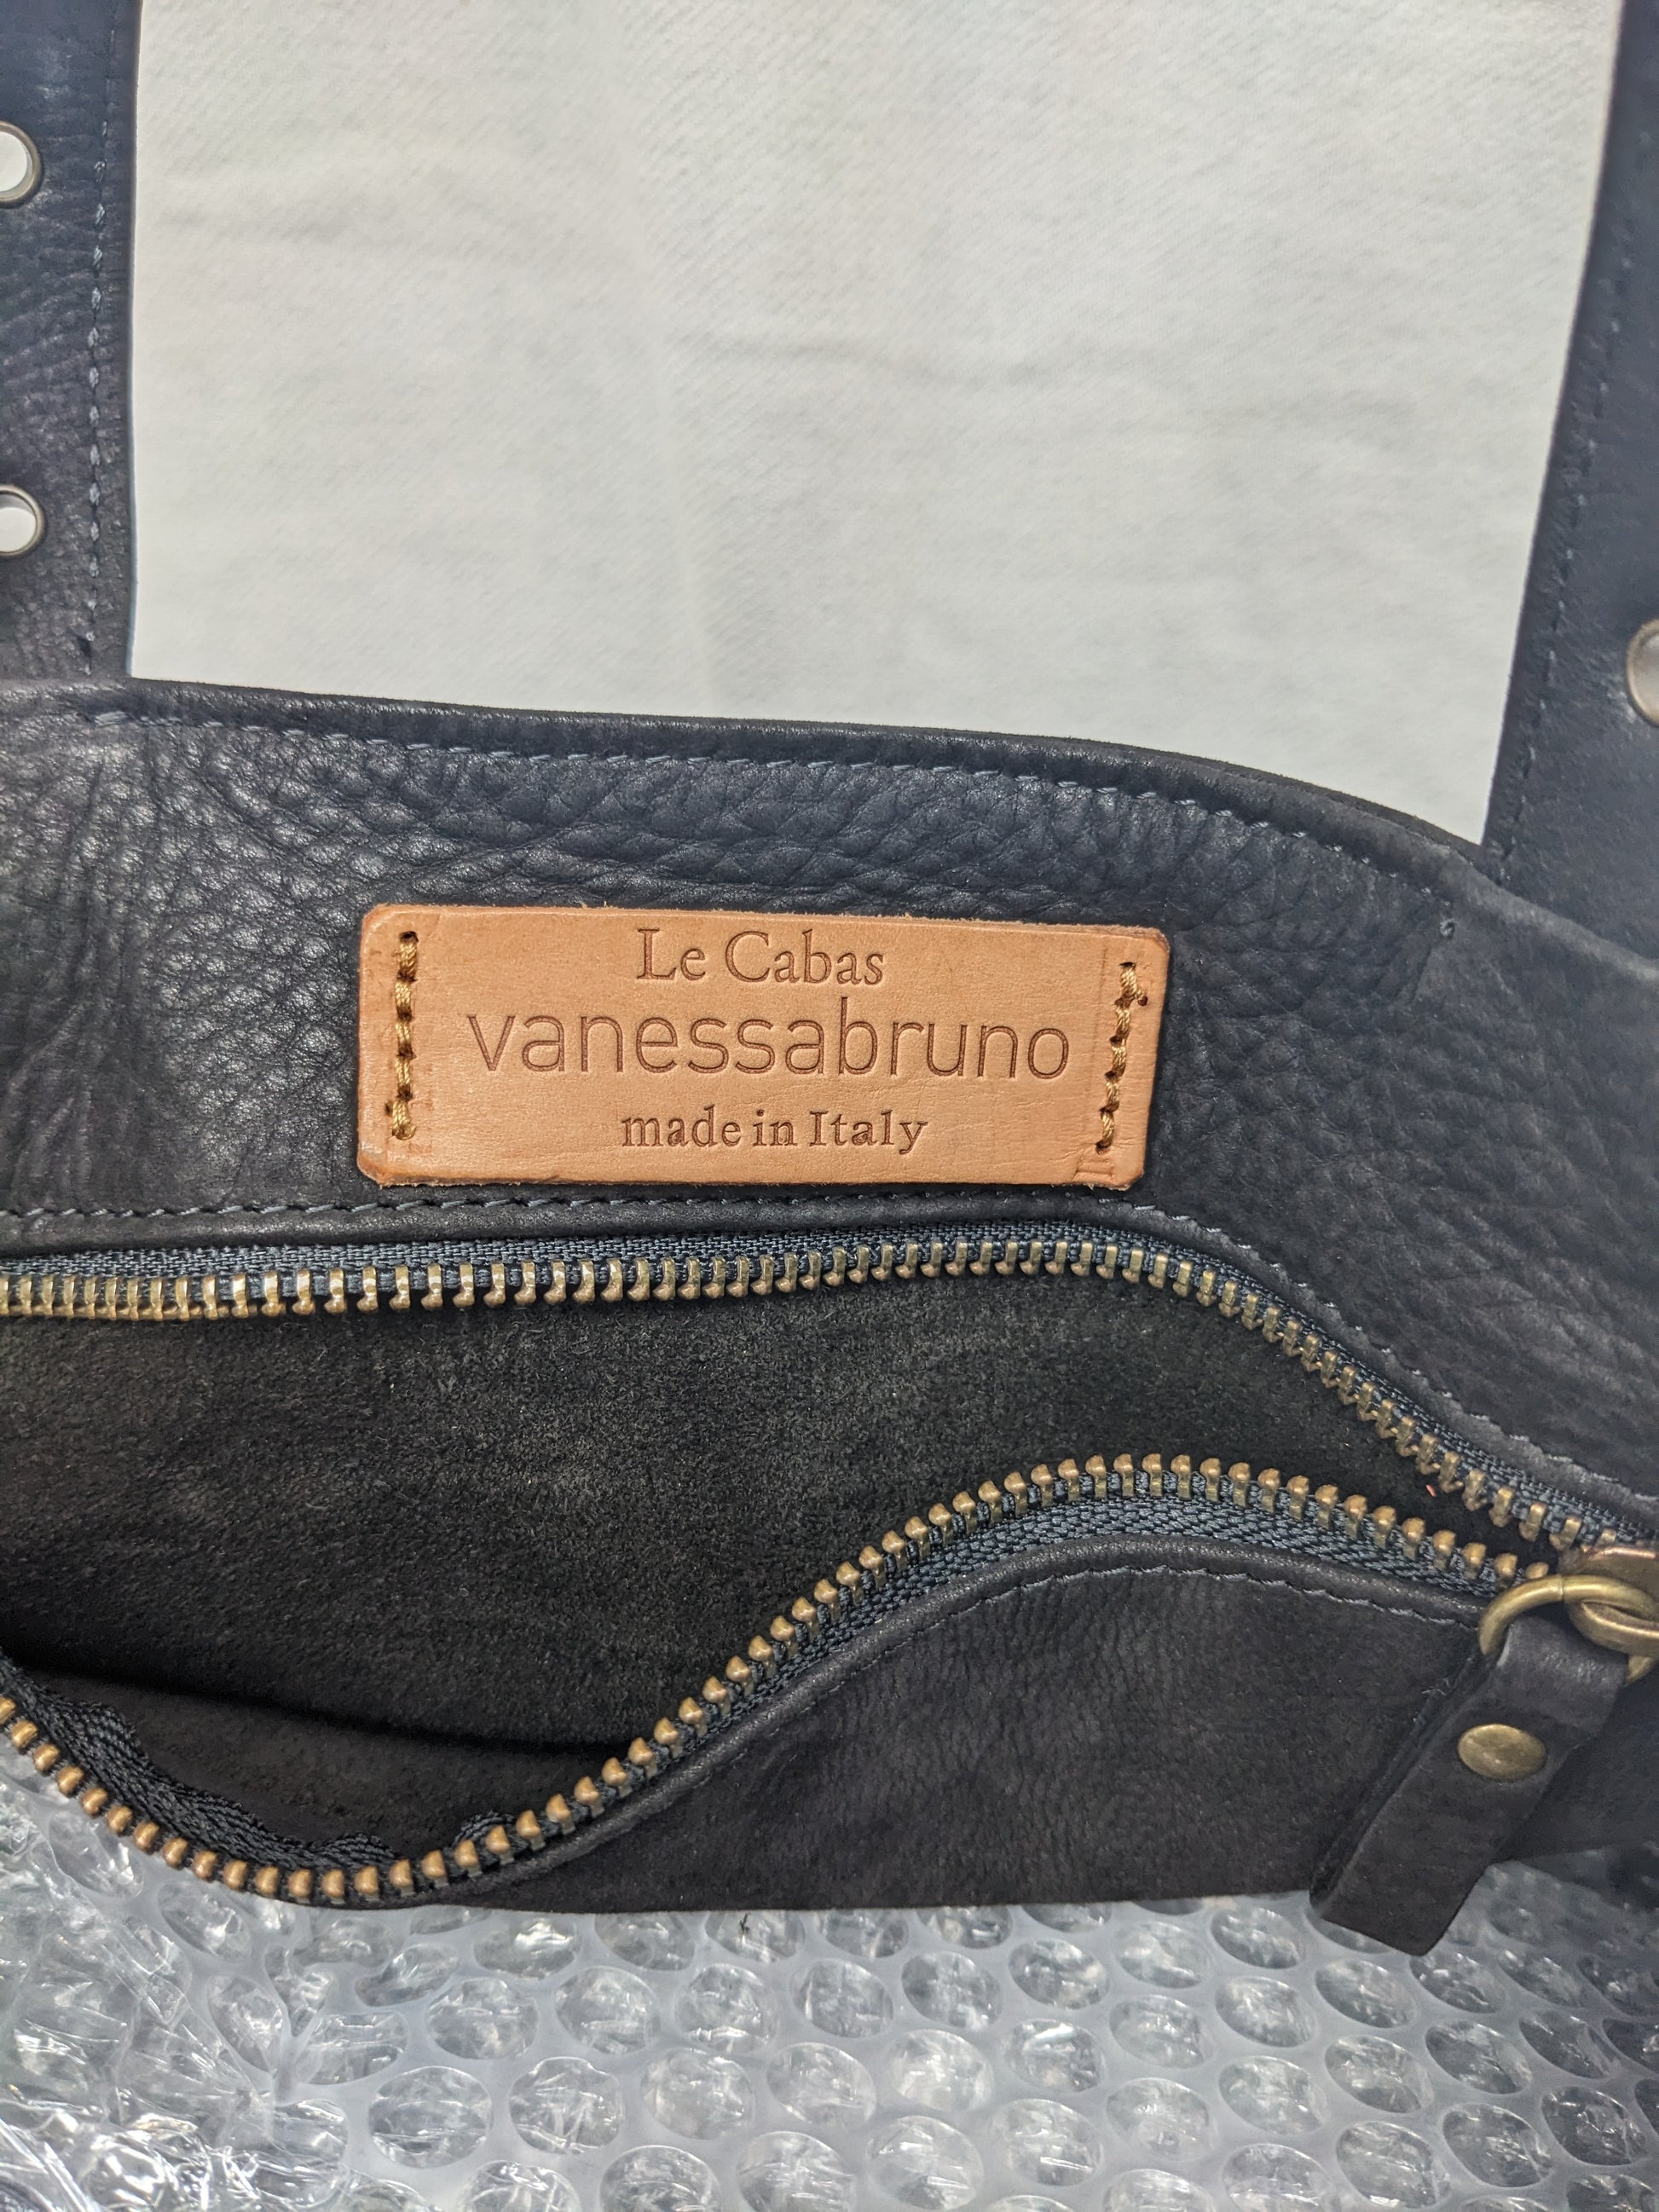 Le Cabas
vanessabruno
made in Italy